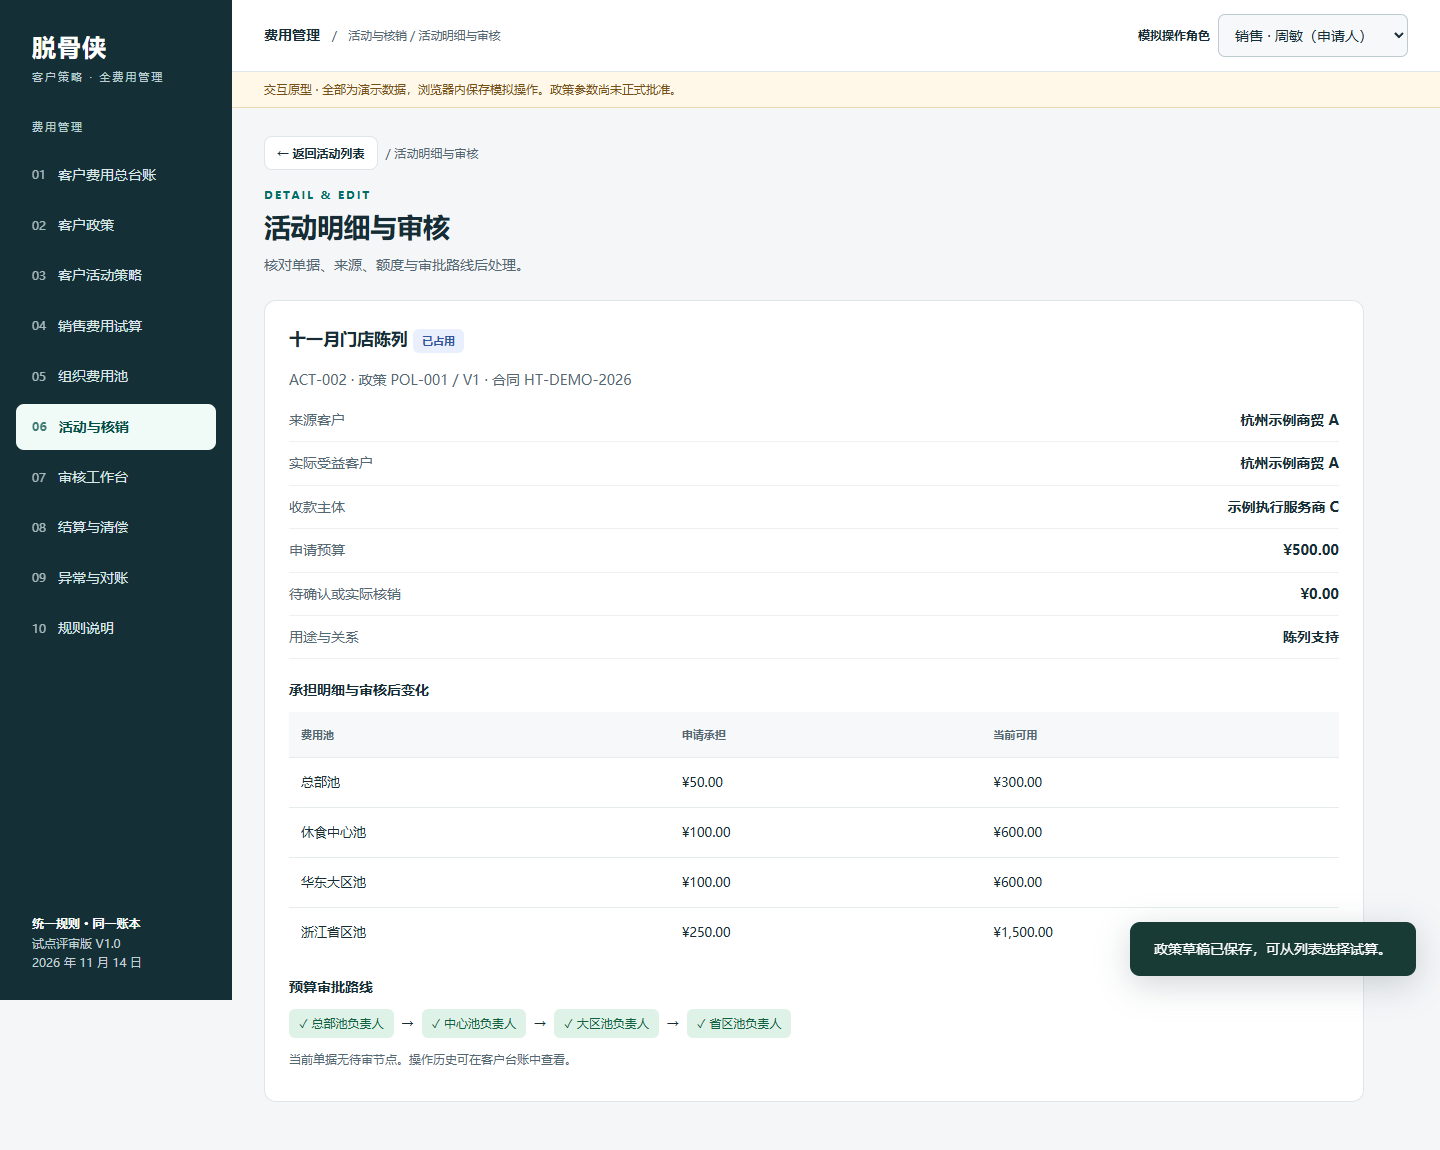 脱骨侠
客户策略 · 全费用管理
费用管理
01 客户费用总台账
02 客户政策
03 客户活动策略
04 销售费用试算
05 组织费用池
06 活动与核销
07 审核工作台
08 结算与清偿
09 异常与对账
10 规则说明
统一规则 · 同一账本
试点评审版 V1.0
2026 年 11 月 14 日
费用管理 / 活动与核销 / 活动明细与审核
模拟操作角色 销售 · 周敏（申请人）
交互原型 · 全部为演示数据，浏览器内保存模拟操作。政策参数尚未正式批准。
← 返回活动列表 / 活动明细与审核
DETAIL & EDIT
活动明细与审核
核对单据、来源、额度与审批路线后处理。
十一月门店陈列 已占用
ACT-002 · 政策 POL-001 / V1 · 合同 HT-DEMO-2026
来源客户 杭州示例商贸 A
实际受益客户 杭州示例商贸 A
收款主体 示例执行服务商 C
申请预算 ¥500.00
待确认或实际核销 ¥0.00
用途与关系 陈列支持
承担明细与审核后变化
费用池 申请承担 当前可用
总部池 ¥50.00 ¥300.00
休食中心池 ¥100.00 ¥600.00
华东大区池 ¥100.00 ¥600.00
浙江省区池 ¥250.00 ¥1,500.00
政策草稿已保存，可从列表选择试算。
预算审批路线
✓ 总部池负责人 → ✓ 中心池负责人 → ✓ 大区池负责人 → ✓ 省区池负责人
当前单据无待审节点。操作历史可在客户台账中查看。